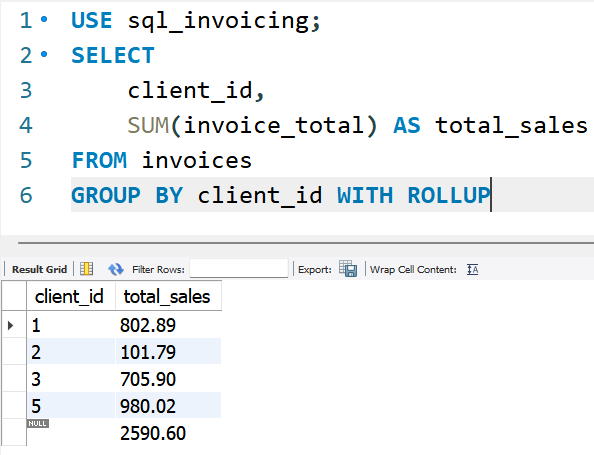 1 USE sql_invoicing;
2 SELECT
3 client_id,
4 SUM(invoice_total) AS total_sales
5 FROM invoices
6 GROUP BY client_id WITH ROLLUP
Result Grid Filter Rows: Export: Wrap Cell Content: IA
client_id total_sales
1 802.89
2 101.79
3 705.90
5 980.02
NULL 2590.60